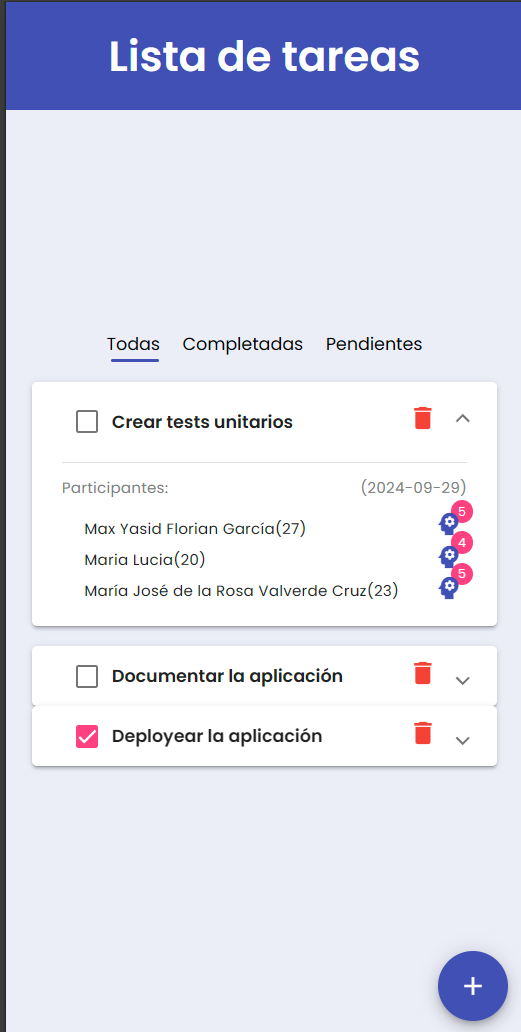 Lista de tareas
Todas Completadas Pendientes
Crear tests unitarios
Participantes: (2024-09-29)
Max Yasid Florian García(27) 5
Maria Lucia(20) 4
María José de la Rosa Valverde Cruz(23) 5
Documentar la aplicación
Deployear la aplicación
+